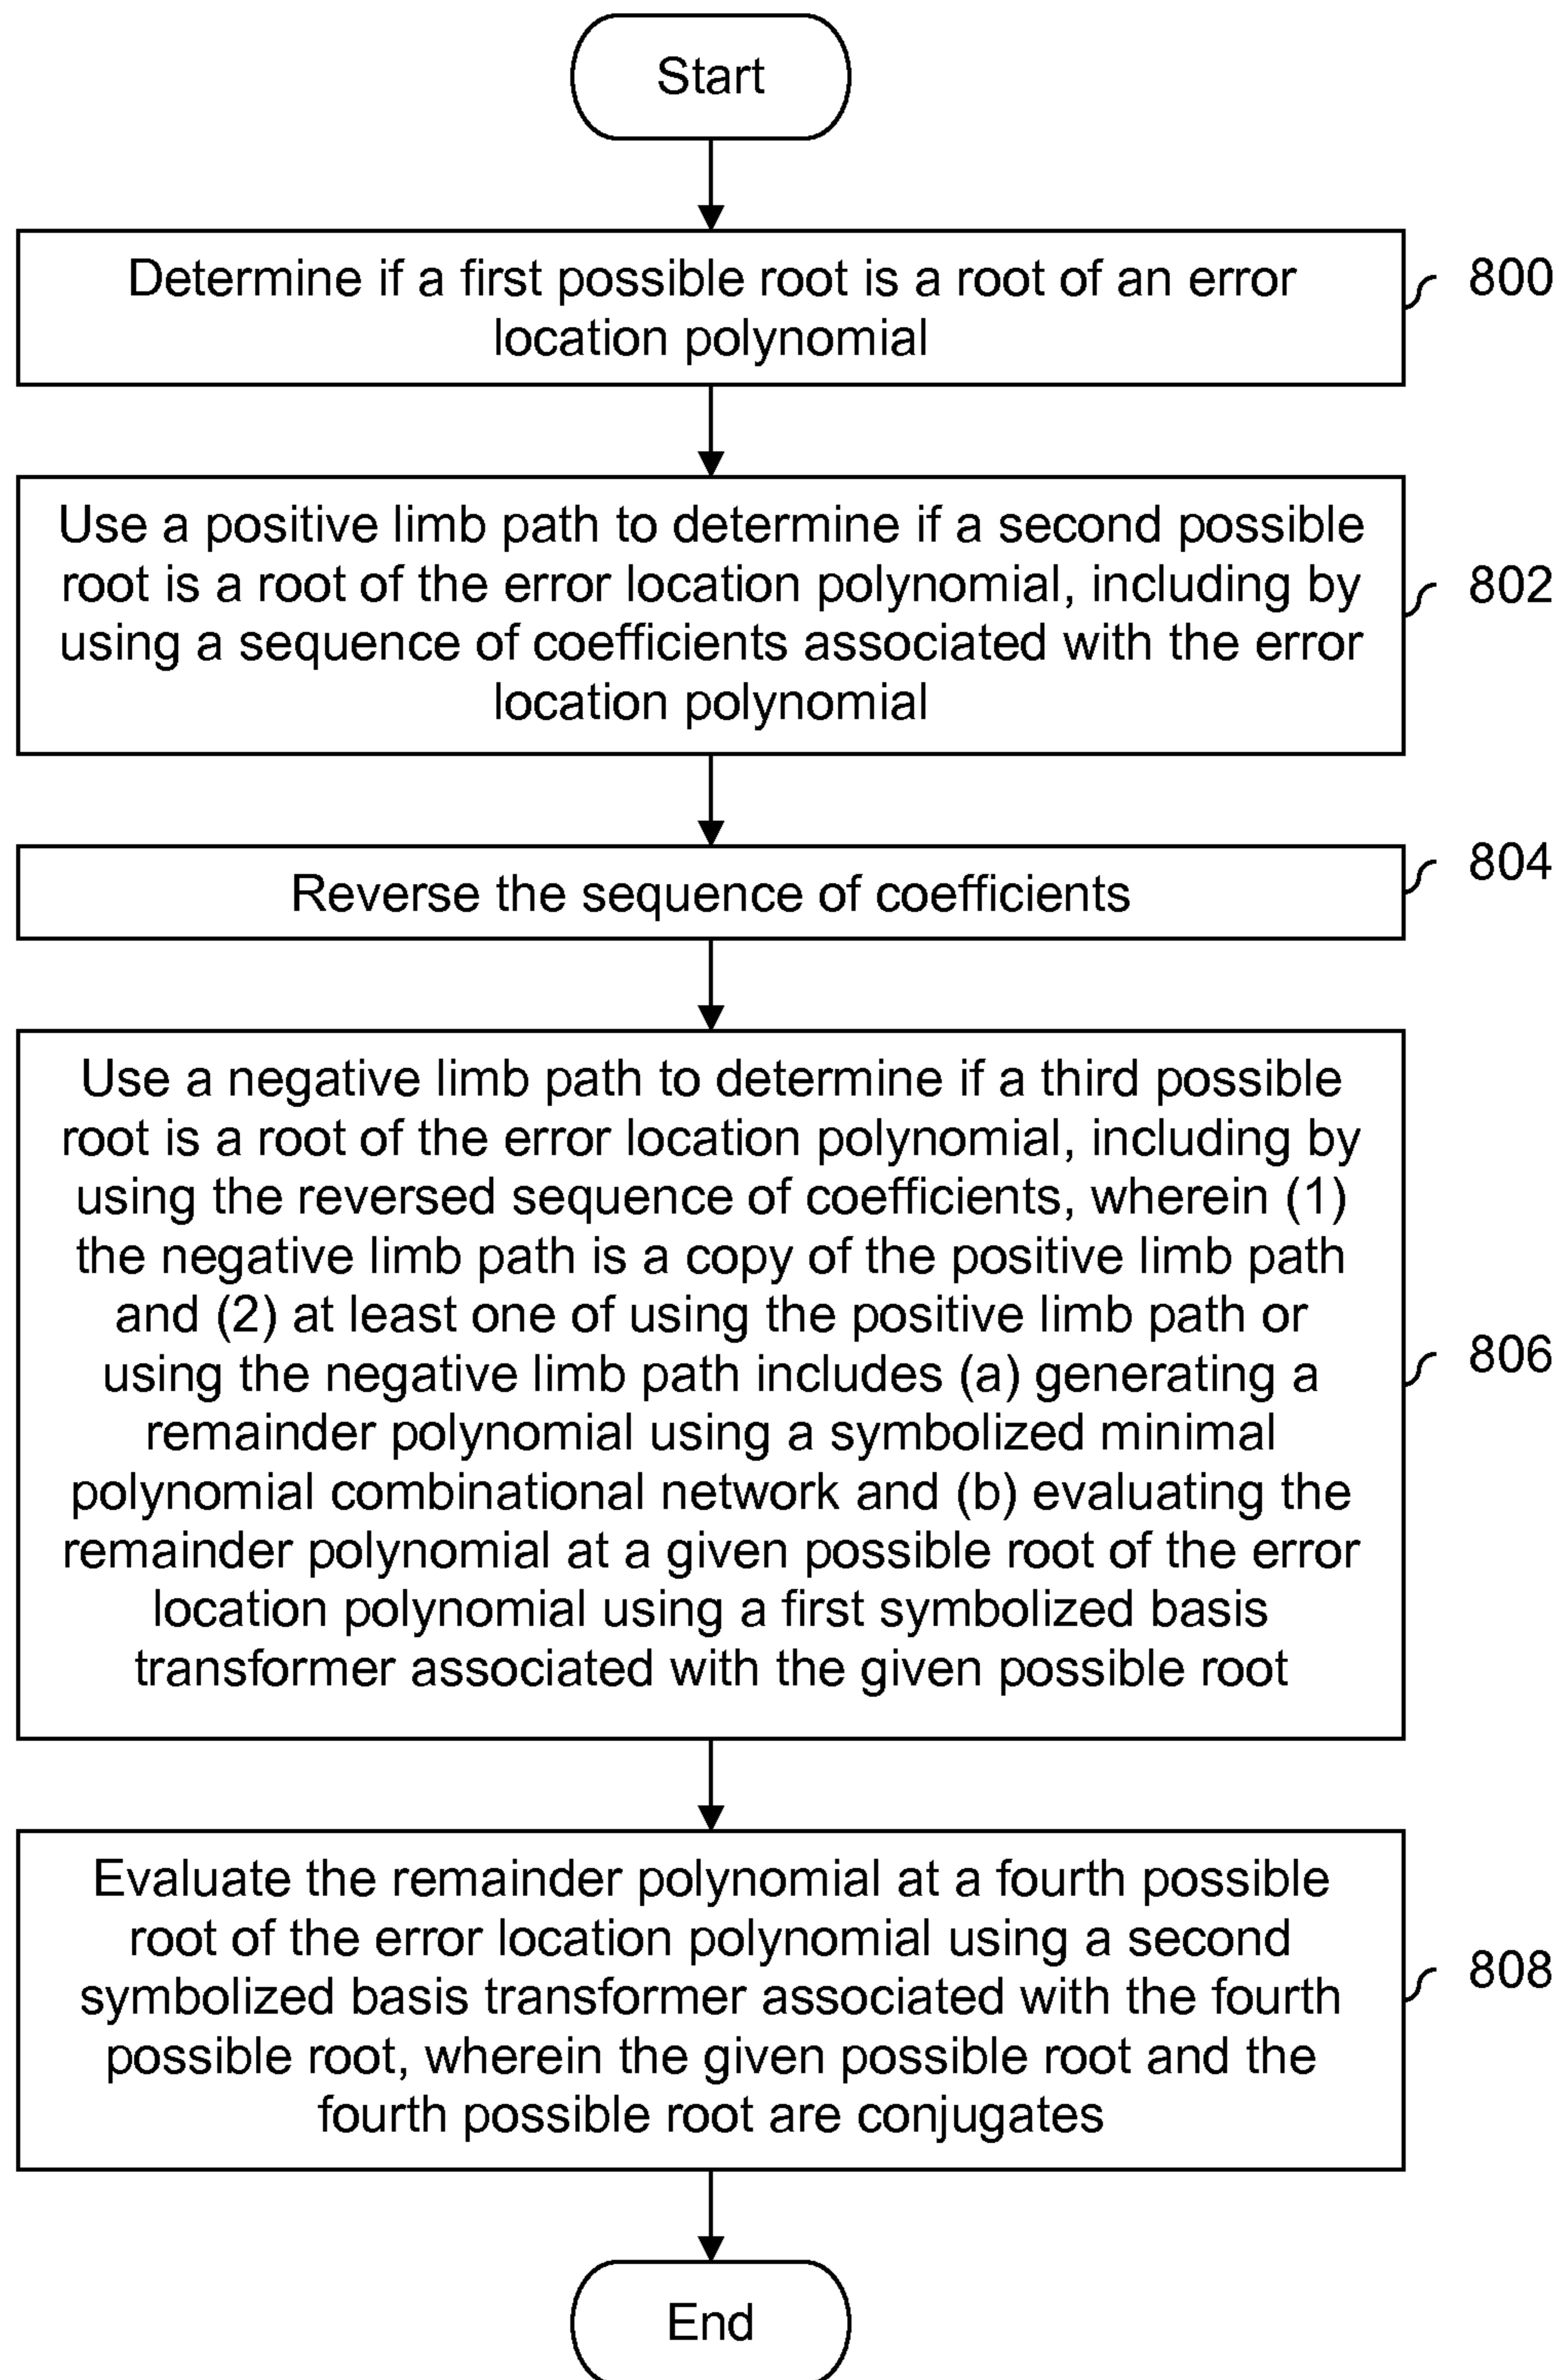 Start
Determine if a first possible root is a root of an error
location polynomial
800
Use a positive limb path to determine if a second possible
root is a root of the error location polynomial, including by
using a sequence of coefficients associated with the error
location polynomial
802
Reverse the sequence of coefficients
804
Use a negative limb path to determine if a third possible
root is a root of the error location polynomial, including by
using the reversed sequence of coefficients, wherein (1)
the negative limb path is a copy of the positive limb path
and (2) at least one of using the positive limb path or
using the negative limb path includes (a) generating a
remainder polynomial using a symbolized minimal
polynomial combinational network and (b) evaluating the
remainder polynomial at a given possible root of the error
location polynomial using a first symbolized basis
transformer associated with the given possible root
806
Evaluate the remainder polynomial at a fourth possible
root of the error location polynomial using a second
symbolized basis transformer associated with the fourth
possible root, wherein the given possible root and the
fourth possible root are conjugates
808
End